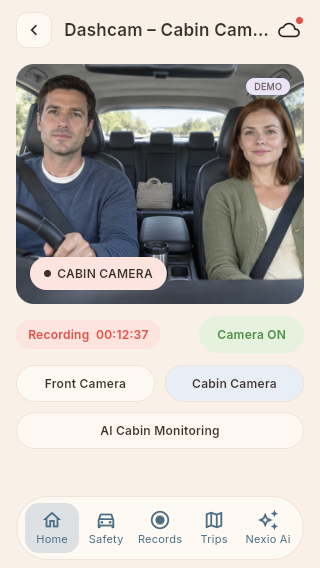 Dashcam – Cabin Cam...
DEMO
CABIN CAMERA
Recording 00:12:37
Camera ON
Front Camera
Cabin Camera
AI Cabin Monitoring
Home
Safety
Records
Trips
Nexio Ai